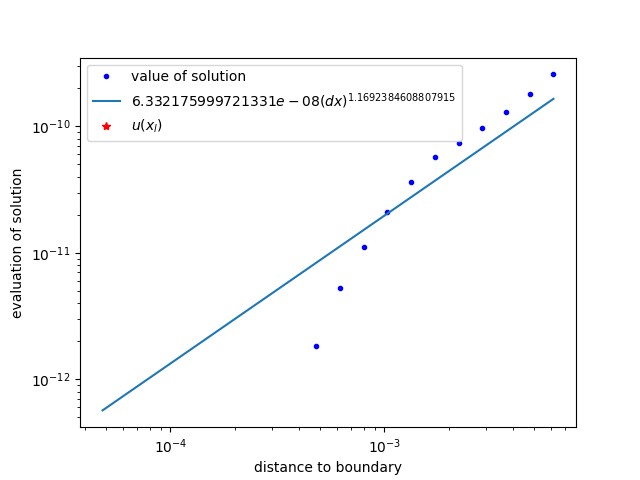 value of solution
6.332175999721331e − 08(dx)^1.1692384608807915
u(x_l)
10^−10
10^−11
10^−12
evaluation of solution
10^−4
10^−3
distance to boundary